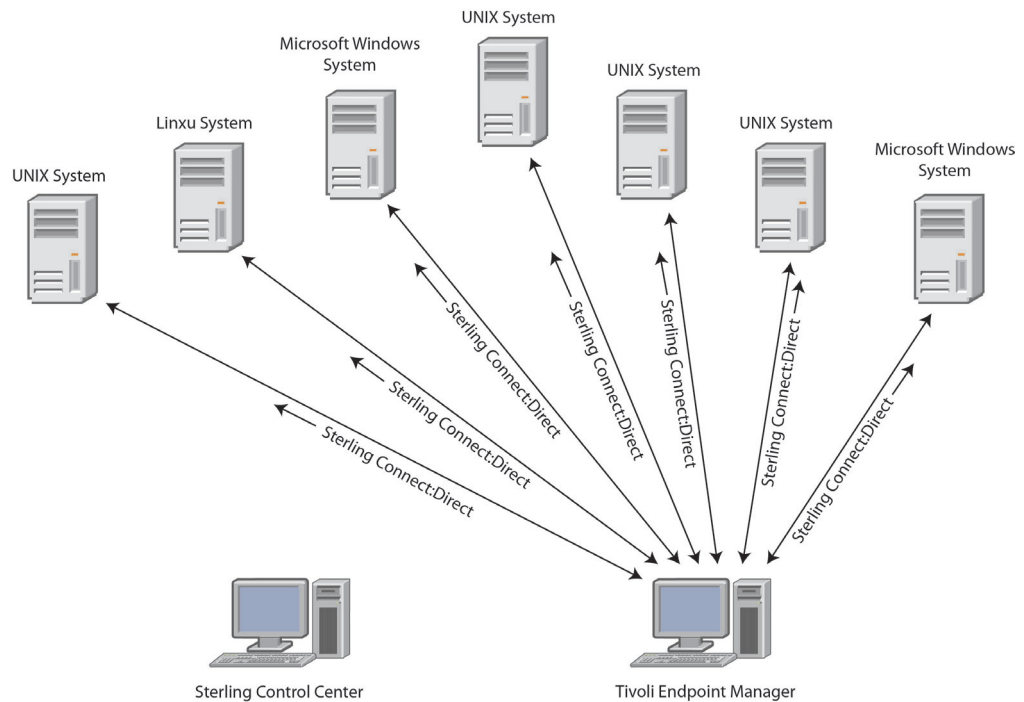 UNIX System
Microsoft Windows
System
UNIX System
Linxu System
UNIX System
Microsoft Windows
System
UNIX System
Sterling Connect:Direct
Sterling Connect:Direct
Sterling Connect:Direct
Sterling Connect:Direct
Sterling Connect:Direct
Sterling Connect:Direct
Sterling Connect:Direct
Sterling Control Center
Tivoli Endpoint Manager